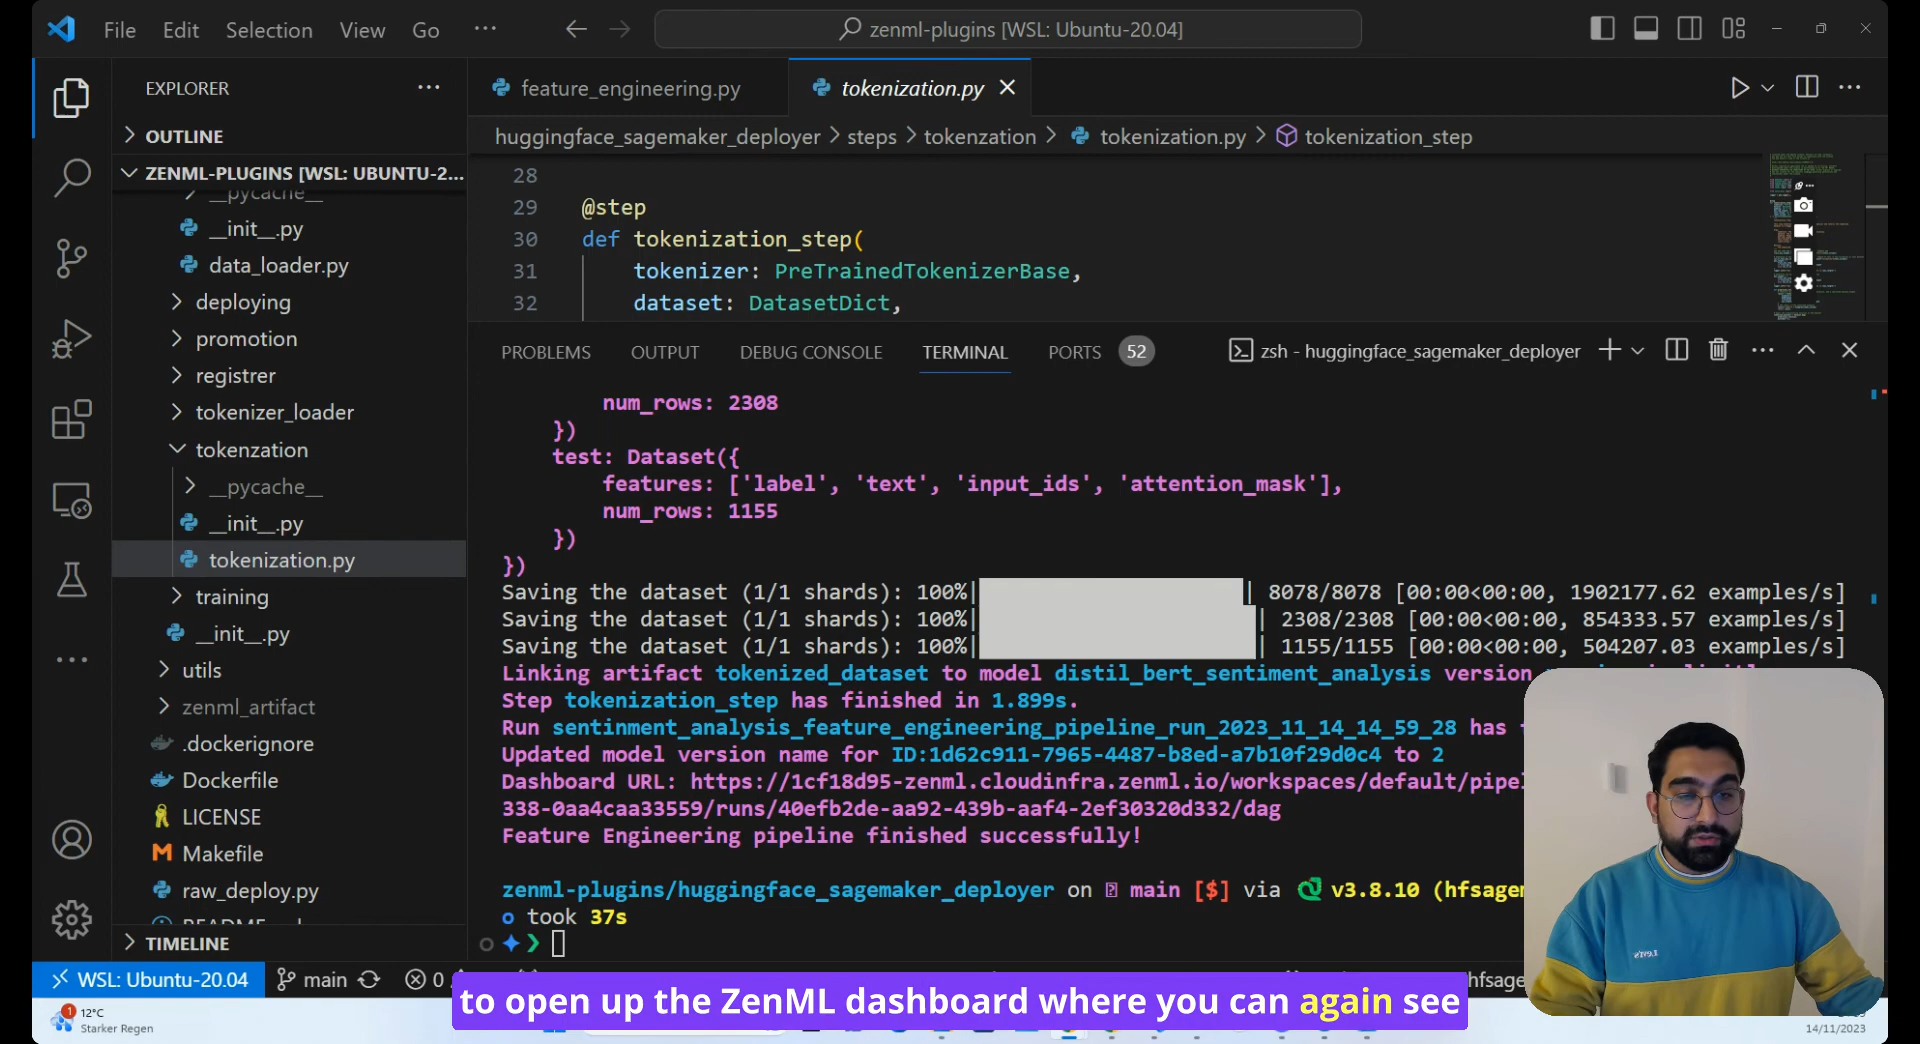 File Edit Selection View Go ...
zenml-plugins [WSL: Ubuntu-20.04]
EXPLORER
OUTLINE
ZENML-PLUGINS [WSL: UBUNTU-2...
__pycache__
__init__.py
data_loader.py
deploying
promotion
registrer
tokenizer_loader
tokenzation
__pycache__
__init__.py
tokenization.py
training
__init__.py
utils
zenml_artifact
.dockerignore
Dockerfile
LICENSE
Makefile
raw_deploy.py
TIMELINE
feature_engineering.py
tokenization.py
huggingface_sagemaker_deployer > steps > tokenzation > tokenization.py > tokenization_step
28
29 @step
30 def tokenization_step(
31 tokenizer: PreTrainedTokenizerBase,
32 dataset: DatasetDict,
PROBLEMS OUTPUT DEBUG CONSOLE TERMINAL PORTS 52
zsh - huggingface_sagemaker_deployer
num_rows: 2308
})
test: Dataset({
features: ['label', 'text', 'input_ids', 'attention_mask'],
num_rows: 1155
})
})
Saving the dataset (1/1 shards): 100%| | 8078/8078 [00:00<00:00, 1902177.62 examples/s]
Saving the dataset (1/1 shards): 100%| | 2308/2308 [00:00<00:00, 854333.57 examples/s]
Saving the dataset (1/1 shards): 100%| | 1155/1155 [00:00<00:00, 504207.03 examples/s]
Linking artifact tokenized_dataset to model distil_bert_sentiment_analysis version
Step tokenization_step has finished in 1.899s.
Run sentinment_analysis_feature_engineering_pipeline_run_2023_11_14_14_59_28 has
Updated model version name for ID:1d62c911-7965-4487-b8ed-a7b10f29d0c4 to 2
Dashboard URL: https://1cf18d95-zenml.cloudinfra.zenml.io/workspaces/default/pipel
338-0aa4caa33559/runs/40efb2de-aa92-439b-aaf4-2ef30320d332/dag
Feature Engineering pipeline finished successfully!
zenml-plugins/huggingface_sagemaker_deployer on main [$] via v3.8.10 (hfsagem
took 37s
❯
WSL: Ubuntu-20.04 main 0
hfsage
to open up the ZenML dashboard where you can again see
1
12°C
Starker Regen
14/11/2023
Levi's